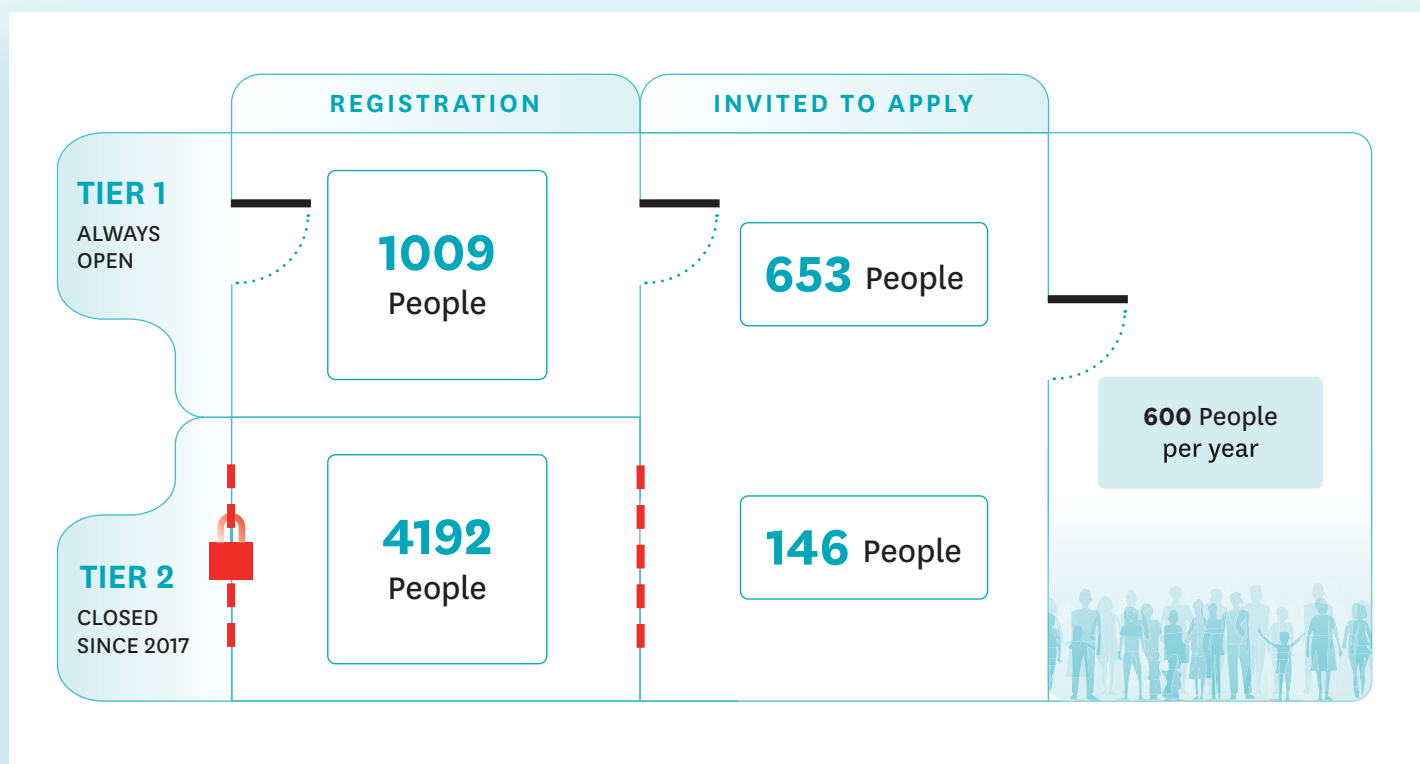 REGISTRATION
INVITED TO APPLY
TIER 1
ALWAYS
OPEN
1009
People
653 People
600 People
per year
TIER 2
CLOSED
SINCE 2017
4192
People
146 People